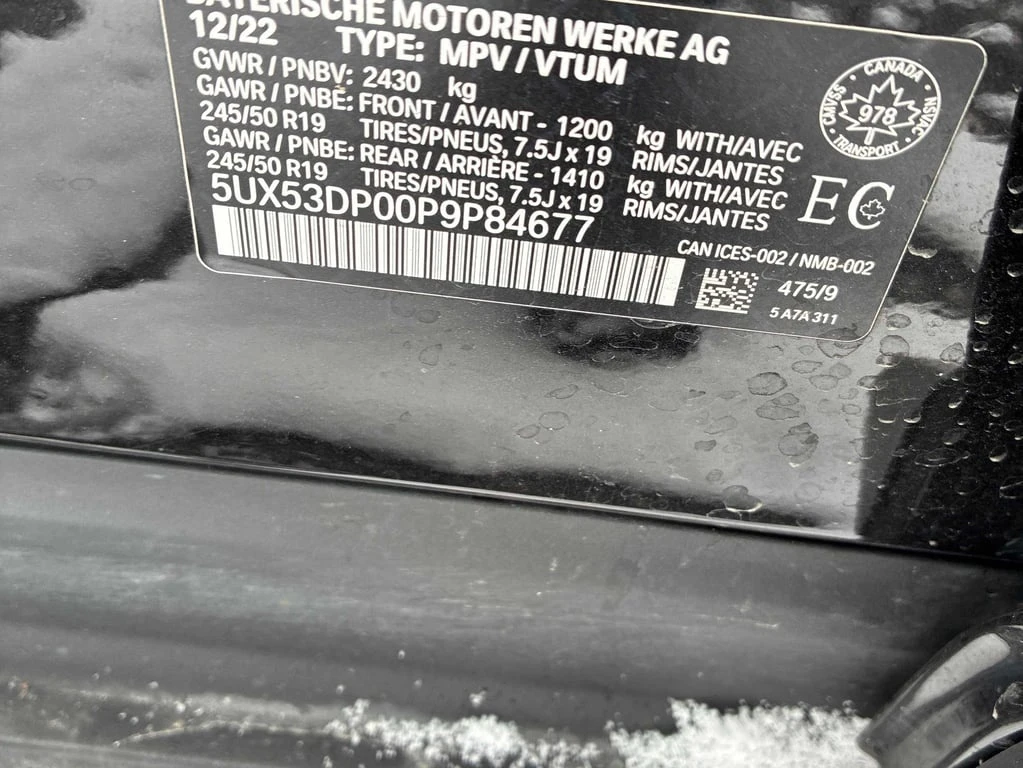 BAYERISCHE MOTOREN WERKE AG
12/22 TYPE: MPV / VTUM
GVWR / PNBV: 2430 kg
GAWR / PNBE: FRONT / AVANT - 1200 kg WITH/AVEC
245/50 R19 TIRES/PNEUS, 7.5J x 19 RIMS/JANTES
GAWR / PNBE: REAR / ARRIÈRE - 1410 kg WITH/AVEC
245/50 R19 TIRES/PNEUS, 7.5J x 19 RIMS/JANTES
5UX53DP00P9P84677
CANADA
CMVSS 978 NSVAC
TRANSPORT
EC
CAN ICES-002 / NMB-002
475/9
5 A7A 311